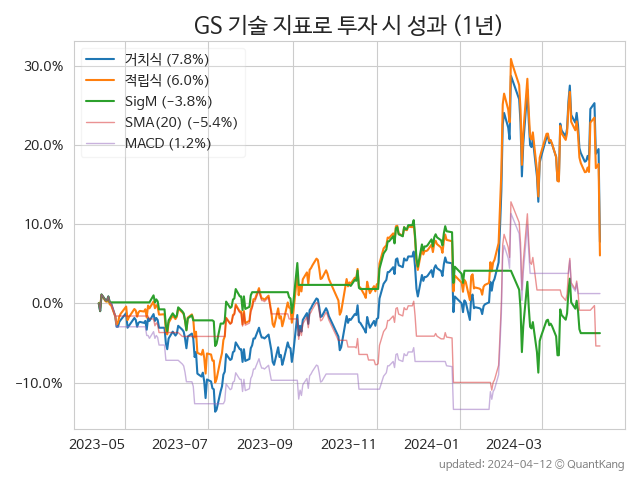 GS 기술 지표로 투자 시 성과 (1년)
거치식 (7.8%)
적립식 (6.0%)
SigM (−3.8%)
SMA(20) (−5.4%)
MACD (1.2%)
30.0%
20.0%
10.0%
0.0%
−10.0%
2023-05 2023-07 2023-09 2023-11 2024-01 2024-03
updated: 2024-04-12 © QuantKang